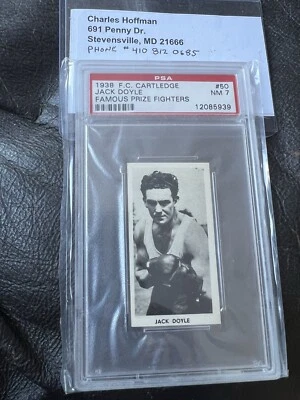 Charles Hoffman
691 Penny Dr.
Stevensville, MD 21666
PHONE # 410 812 0685
PSA
1938 F.C. CARTLEDGE #50
JACK DOYLE NM 7
FAMOUS PRIZE FIGHTERS
12085939
JACK DOYLE